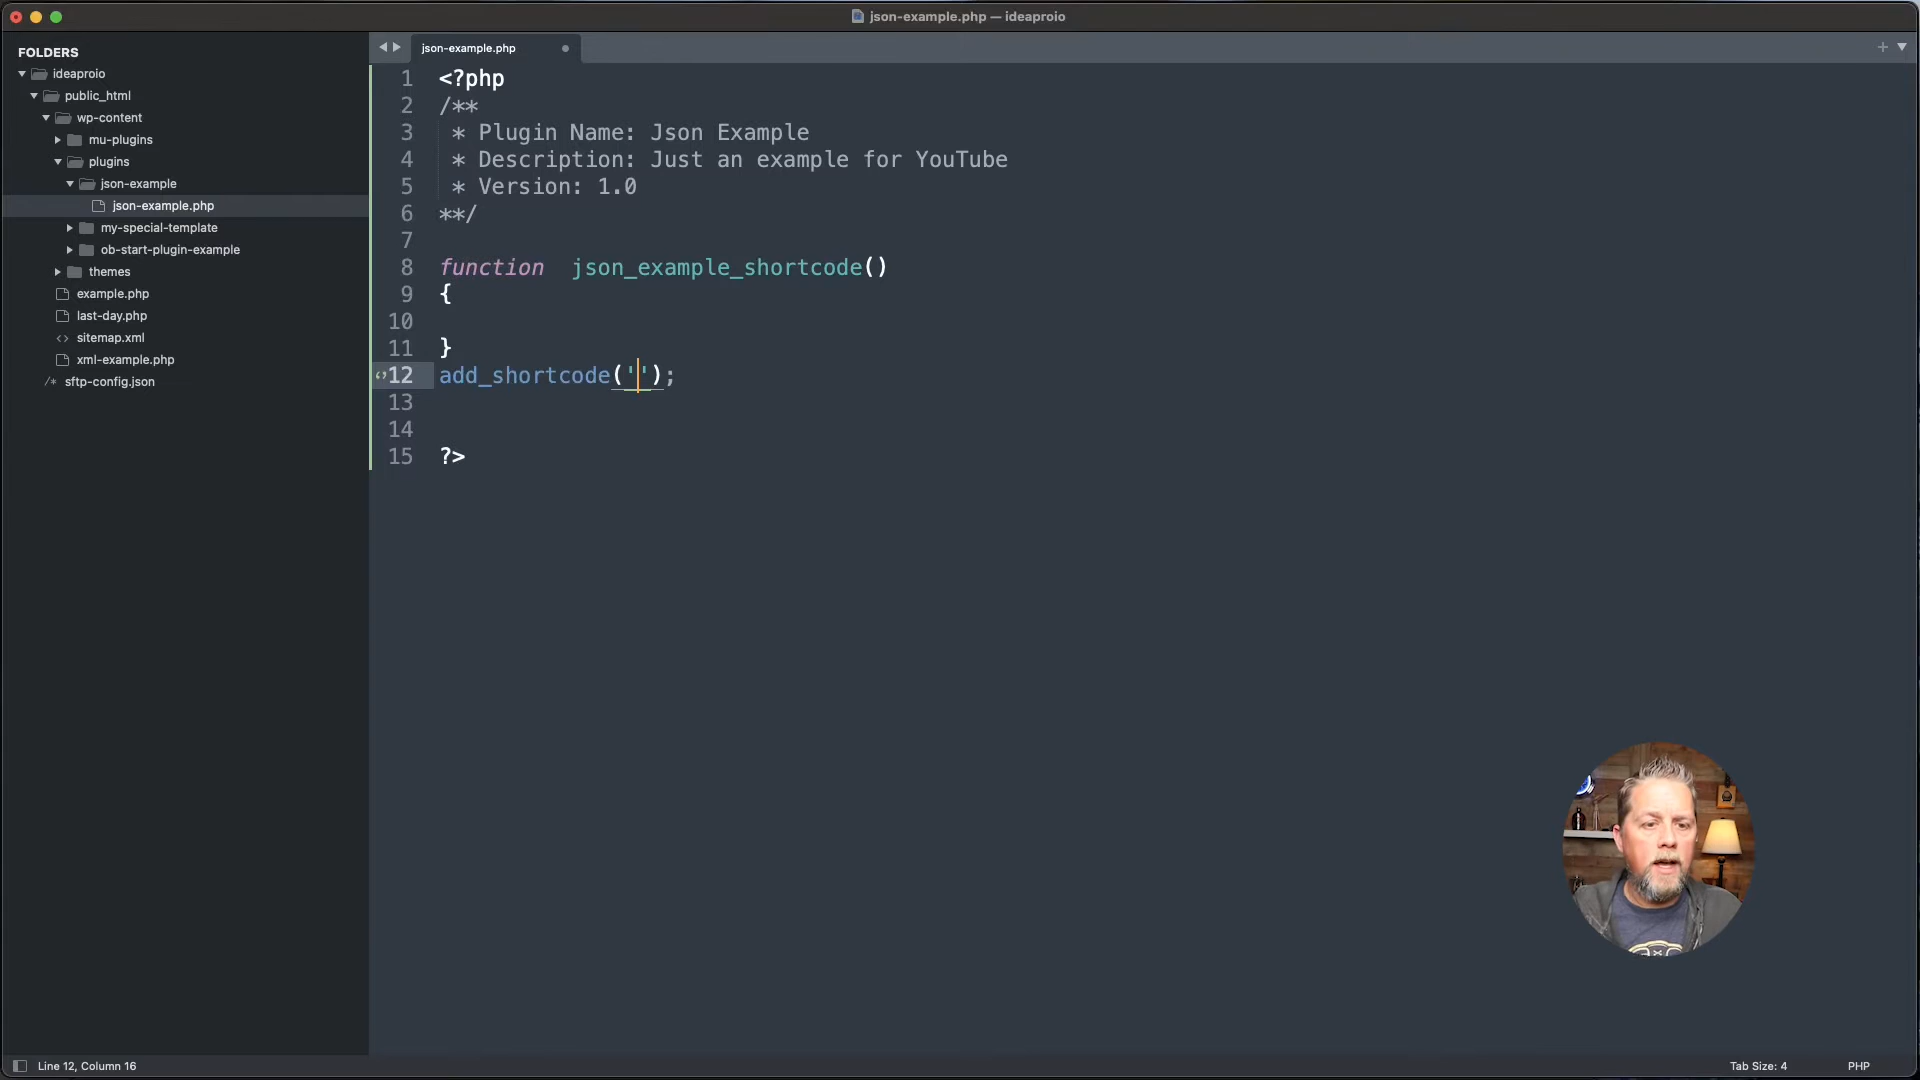 json-example.php — ideaproio
FOLDERS
ideaproio
public_html
wp-content
mu-plugins
plugins
json-example
json-example.php
my-special-template
ob-start-plugin-example
themes
example.php
last-day.php
<> sitemap.xml
xml-example.php
/* sftp-config.json
json-example.php
1 <?php
2 /**
3 * Plugin Name: Json Example
4 * Description: Just an example for YouTube
5 * Version: 1.0
6 **/
7
8 function  json_example_shortcode()
9 {
10
11 }
12 add_shortcode('');
13
14
15 ?>
Line 12, Column 16
Tab Size: 4
PHP